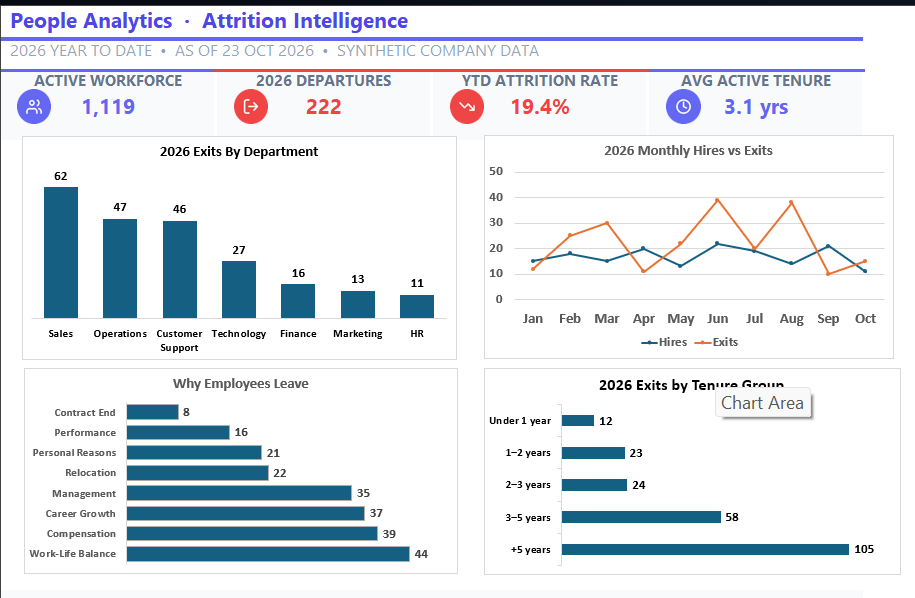 People Analytics · Attrition Intelligence
2026 YEAR TO DATE • AS OF 23 OCT 2026 • SYNTHETIC COMPANY DATA
ACTIVE WORKFORCE
1,119
2026 DEPARTURES
222
YTD ATTRITION RATE
19.4%
AVG ACTIVE TENURE
3.1 yrs
2026 Exits By Department
62
47
46
27
16
13
11
Sales
Operations
Customer
Support
Technology
Finance
Marketing
HR
2026 Monthly Hires vs Exits
50
40
30
20
10
0
Jan Feb Mar Apr May Jun Jul Aug Sep Oct
Hires Exits
Why Employees Leave
Contract End 8
Performance 16
Personal Reasons 21
Relocation 22
Management 35
Career Growth 37
Compensation 39
Work-Life Balance 44
2026 Exits by Tenure Group
Chart Area
Under 1 year 12
1–2 years 23
2–3 years 24
3–5 years 58
+5 years 105